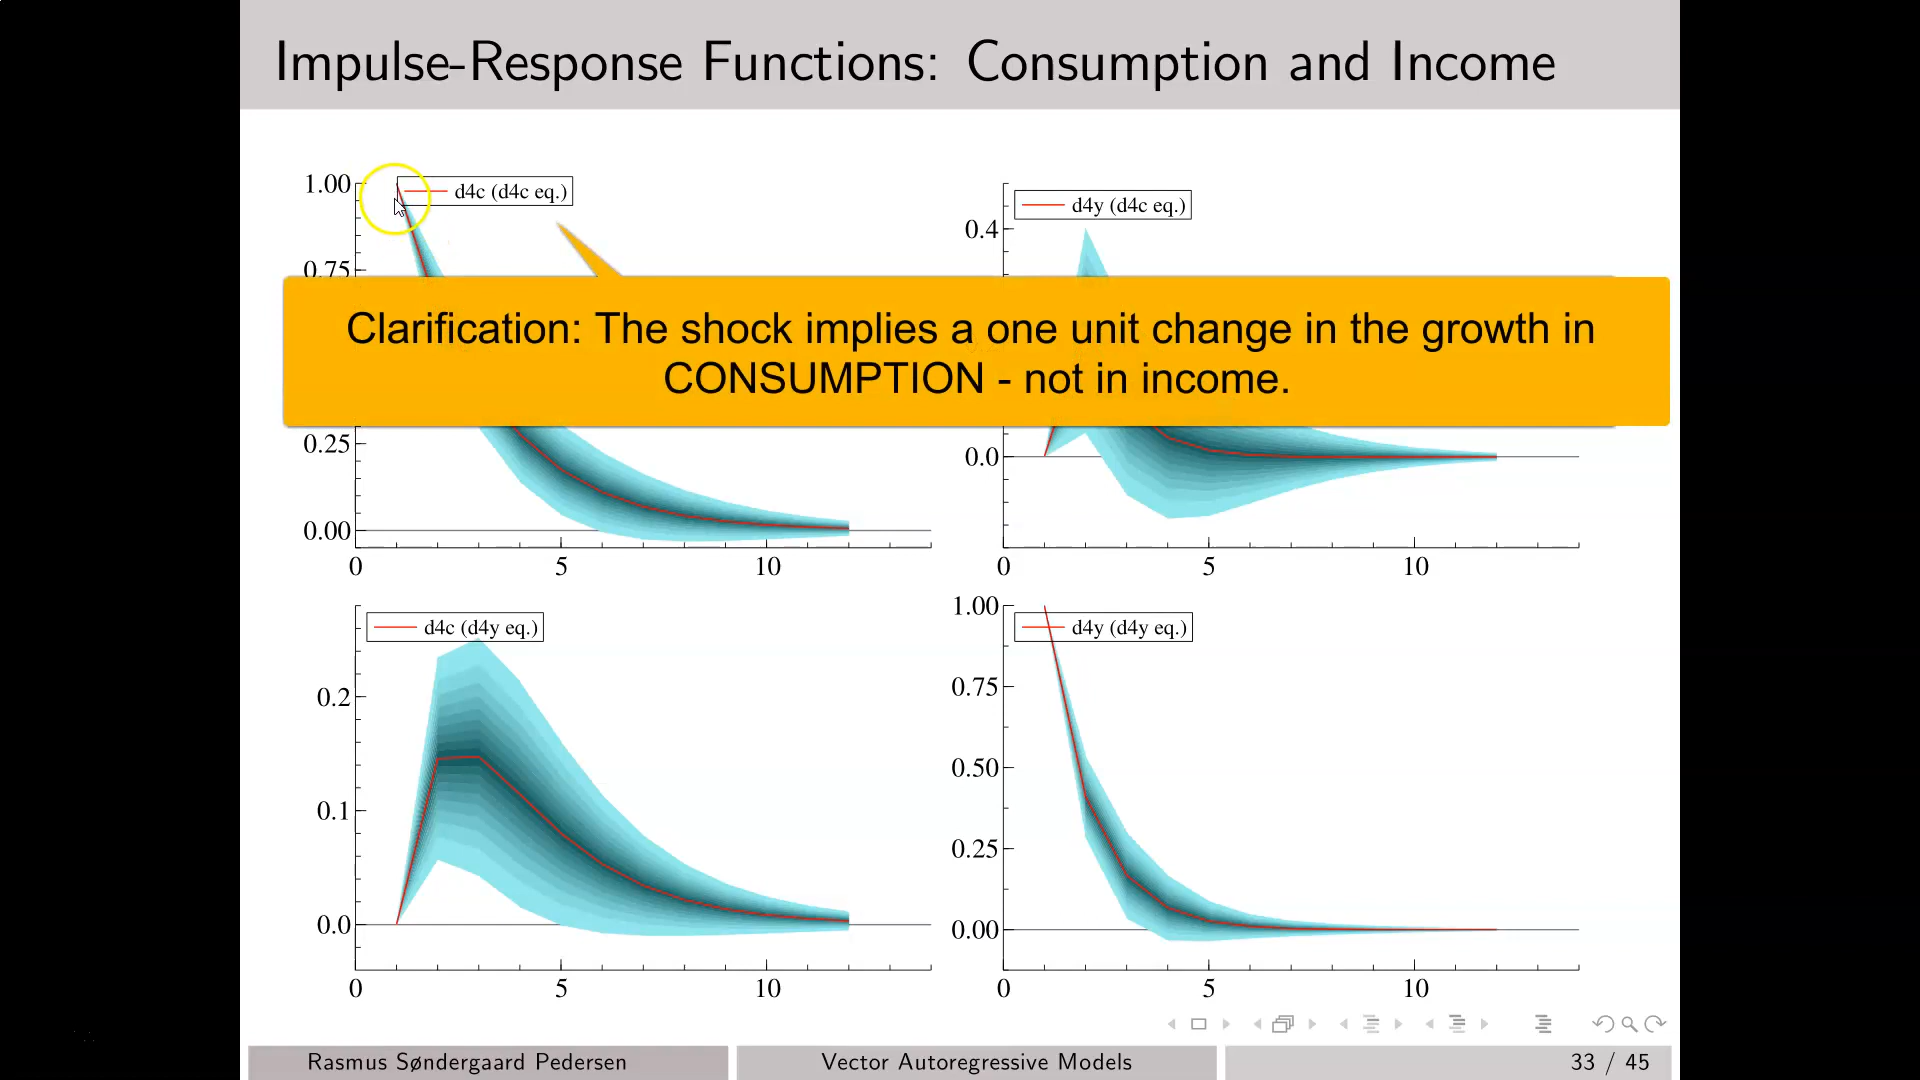 Impulse-Response Functions: Consumption and Income
1.00
d4c (d4c eq.)
0.75
0.25
0.00
0 5 10
d4y (d4c eq.)
0.4
0.0
0 5 10
Clarification: The shock implies a one unit change in the growth in
CONSUMPTION - not in income.
d4c (d4y eq.)
0.2
0.1
0.0
0 5 10
1.00
d4y (d4y eq.)
0.75
0.50
0.25
0.00
0 5 10
Rasmus Søndergaard Pedersen
Vector Autoregressive Models
33 / 45